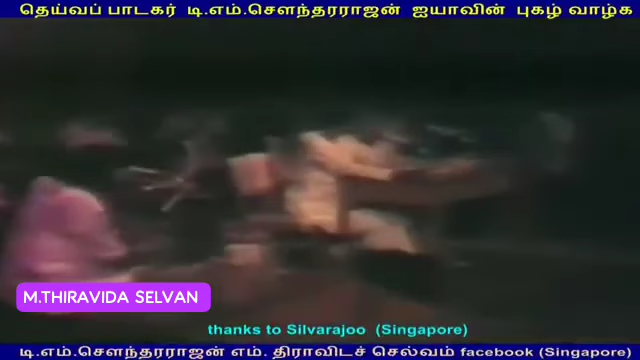 தெய்வப் பாடகர் டி.எம்.சௌந்தரராஜன் ஐயாவின் புகழ் வாழ்க
M.THIRAVIDA SELVAN
thanks to Silvarajoo (Singapore)
டி.எம்.சௌந்தரராஜன் எம். திராவிடச் செல்வம் facebook (Singapore)